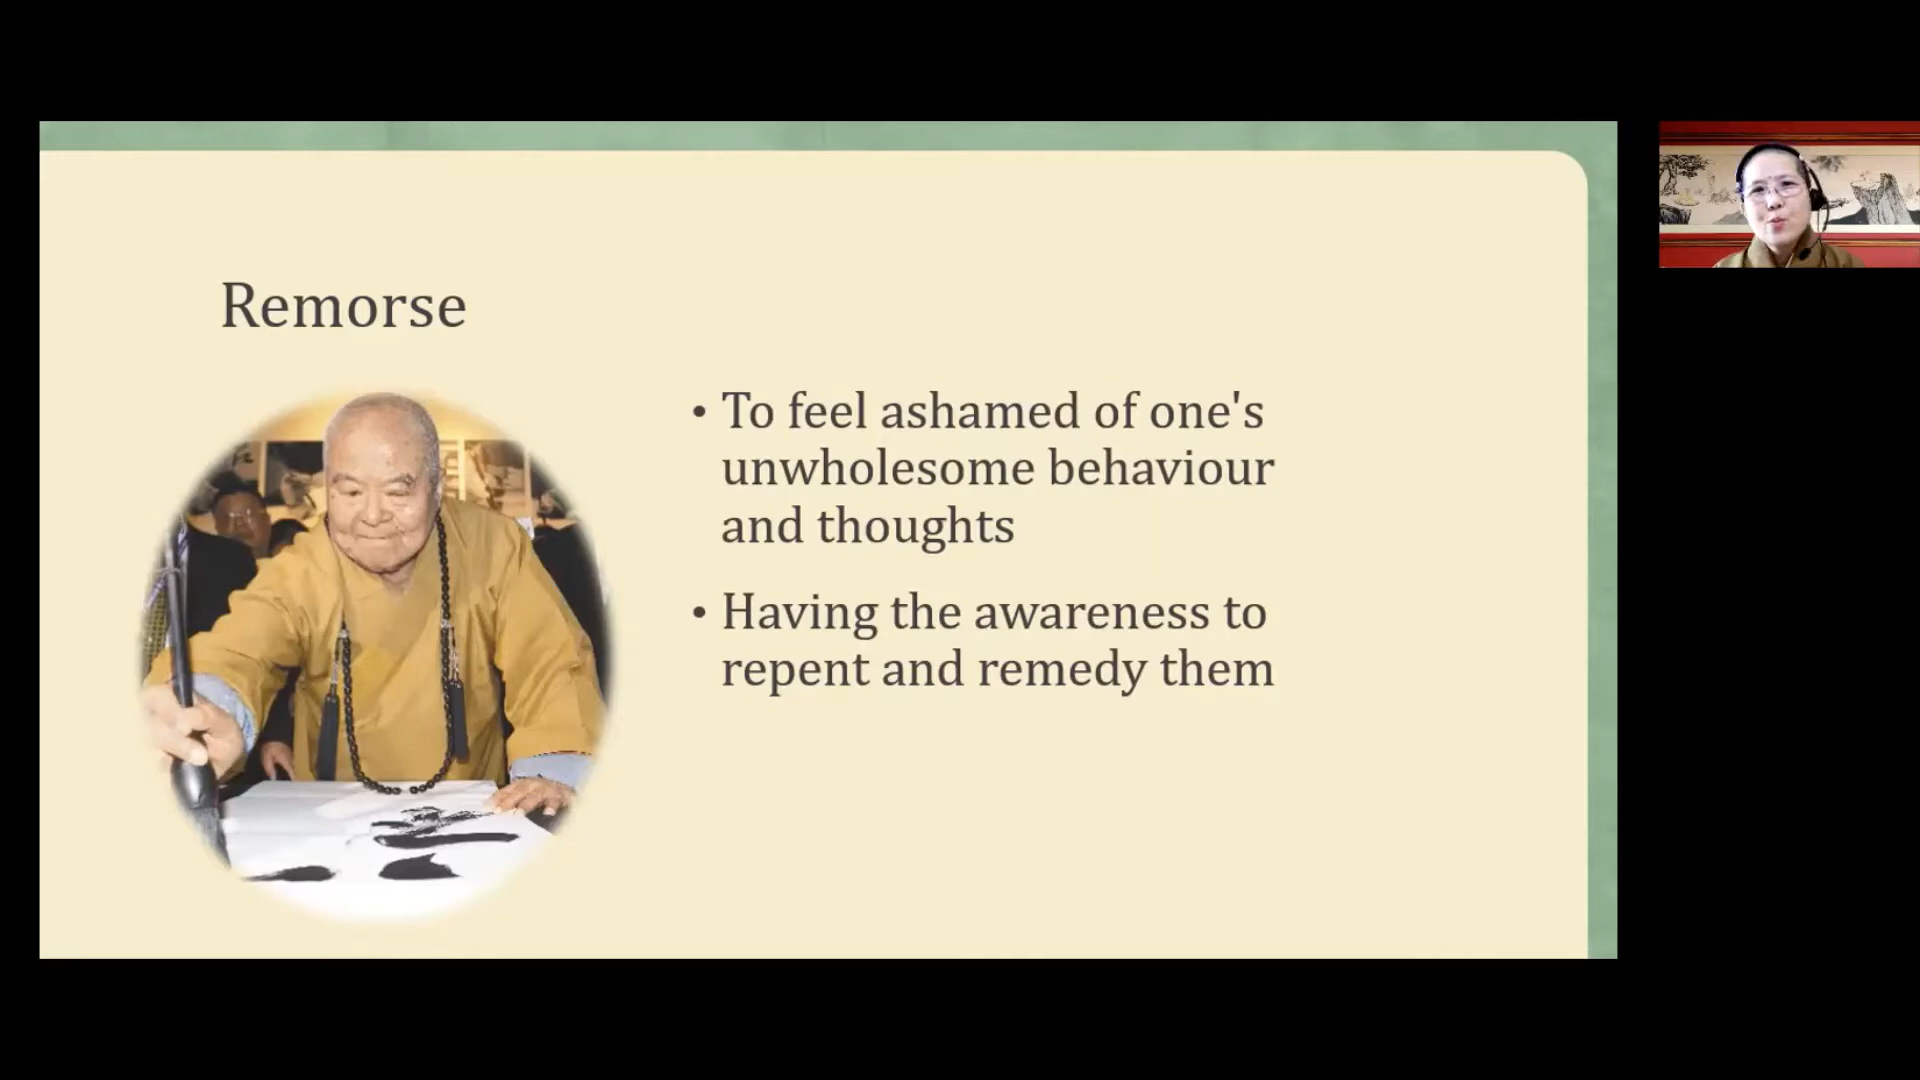 Remorse
• To feel ashamed of one's
unwholesome behaviour
and thoughts
• Having the awareness to
repent and remedy them